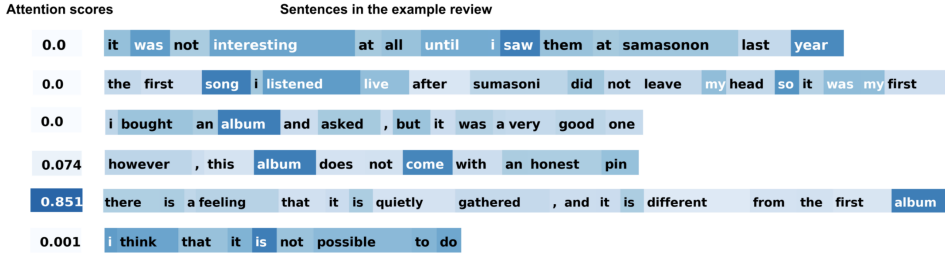 Attention scores Sentences in the example review
0.0 it was not interesting at all until i saw them at samasonon last year
0.0 the first song i listened live after sumasoni did not leave my head so it was my first
0.0 i bought an album and asked , but it was a very good one
0.074 however , this album does not come with an honest pin
0.851 there is a feeling that it is quietly gathered , and it is different from the first album
0.001 i think that it is not possible to do